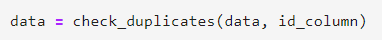 data = check_duplicates(data, id_column)